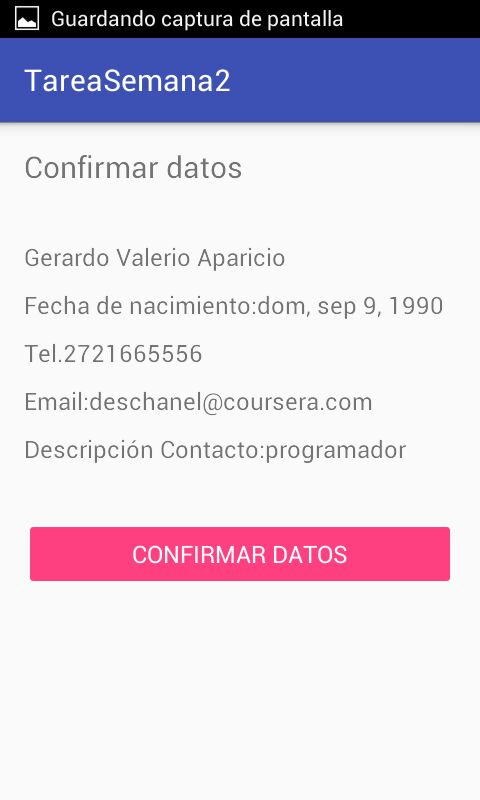 Guardando captura de pantalla
TareaSemana2
Confirmar datos
Gerardo Valerio Aparicio
Fecha de nacimiento:dom, sep 9, 1990
Tel.2721665556
Email:deschanel@coursera.com
Descripción Contacto:programador
CONFIRMAR DATOS